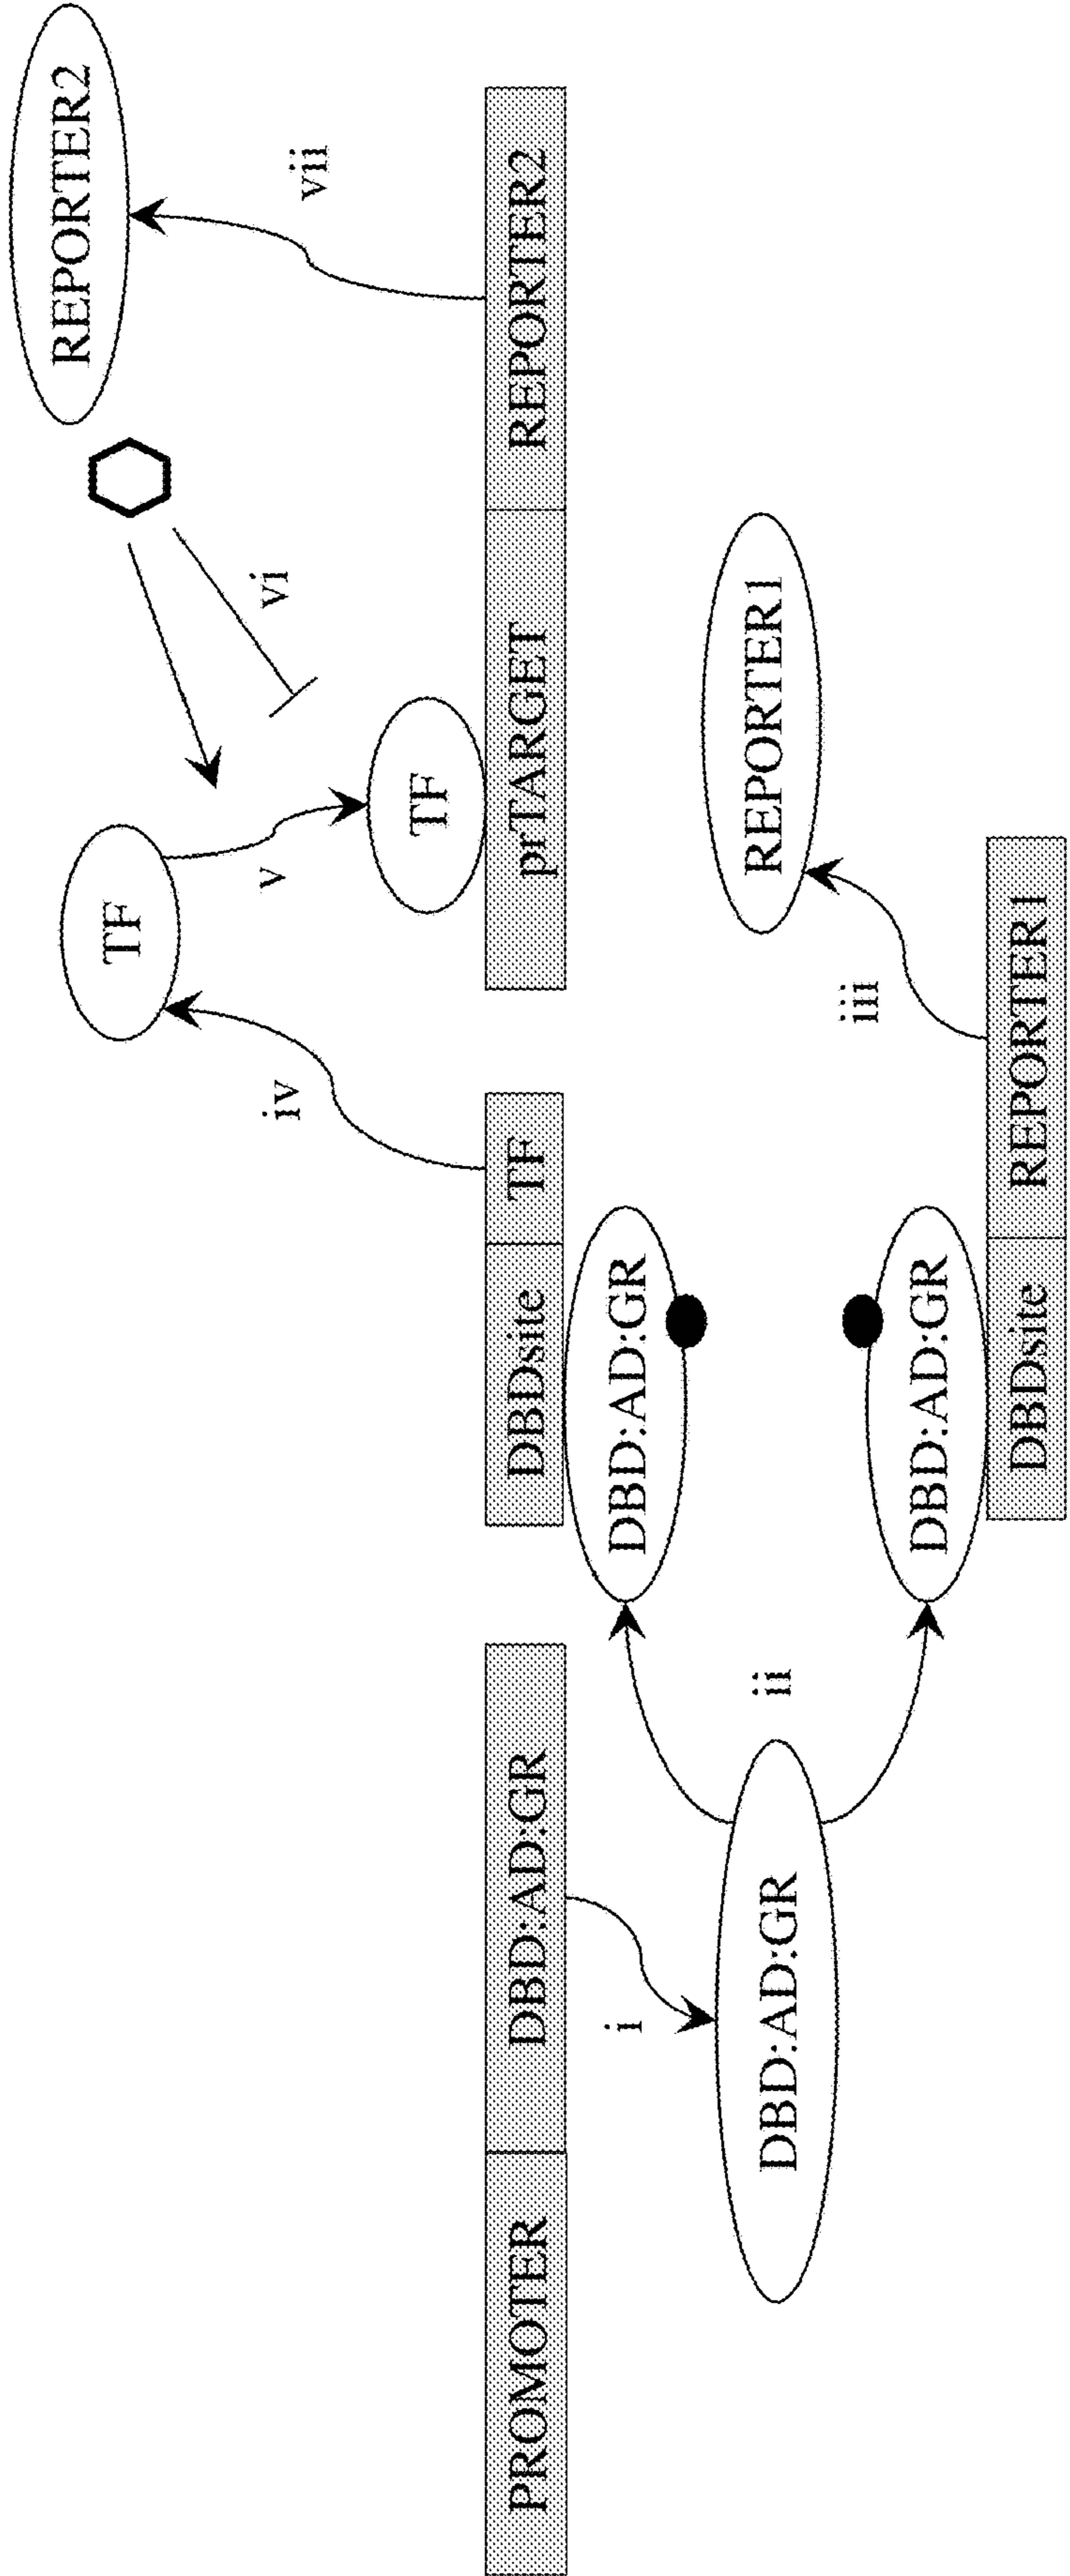 REPORTER2
TF
iv
v
vi
vii
TF
PROMOTER
DBD:AD:GR
DBDsite
TF
prTARGET
REPORTER2
i
DBD:AD:GR
DBD:AD:GR
ii
DBD:AD:GR
iii
REPORTER1
DBDsite
REPORTER1